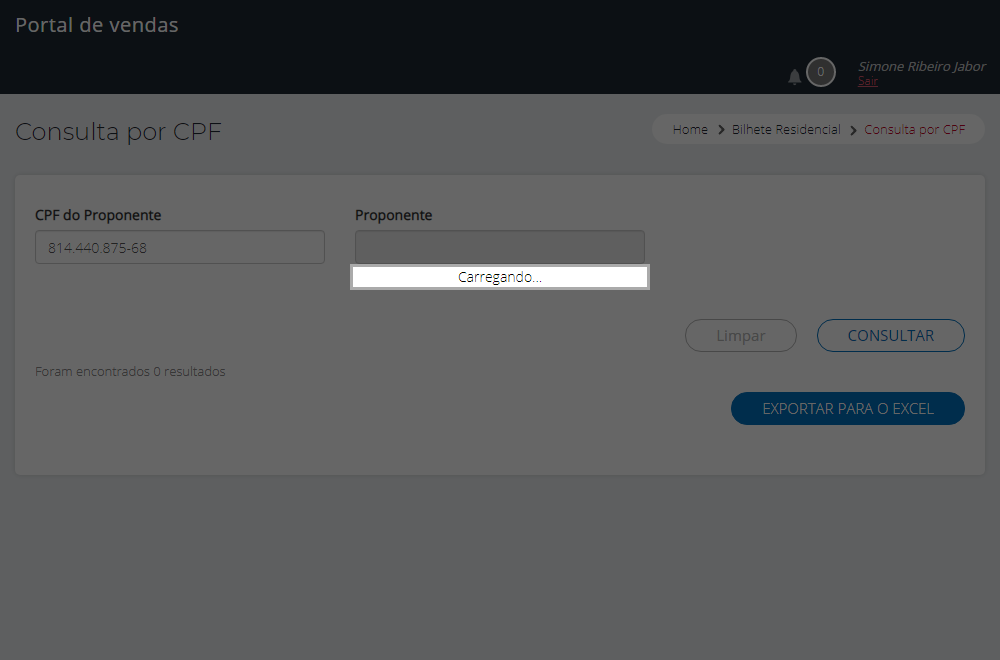 Portal de vendas
0
Simone Ribeiro Jabor
Sair
Consulta por CPF
Home > Bilhete Residencial > Consulta por CPF
CPF do Proponente
Proponente
814.440.875-68
Carregando...
Limpar
CONSULTAR
Foram encontrados 0 resultados
EXPORTAR PARA O EXCEL